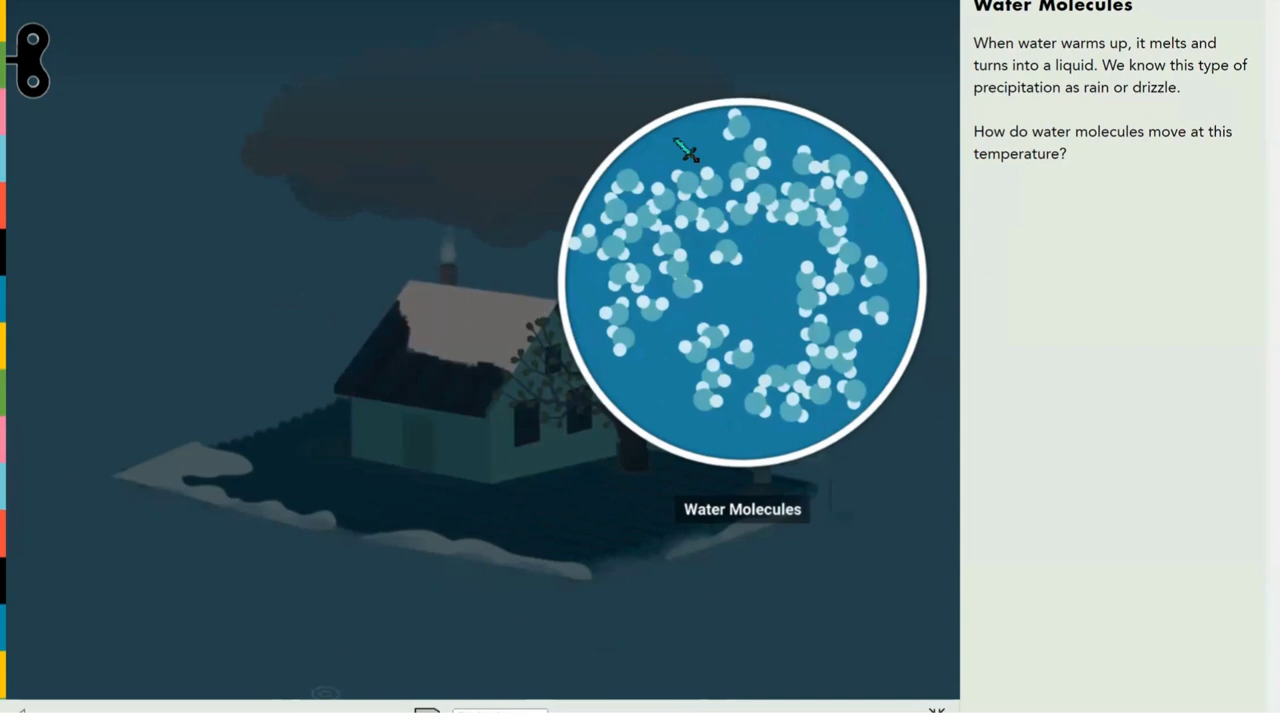 Water Molecules
When water warms up, it melts and
turns into a liquid. We know this type of
precipitation as rain or drizzle.
How do water molecules move at this
temperature?
Water Molecules